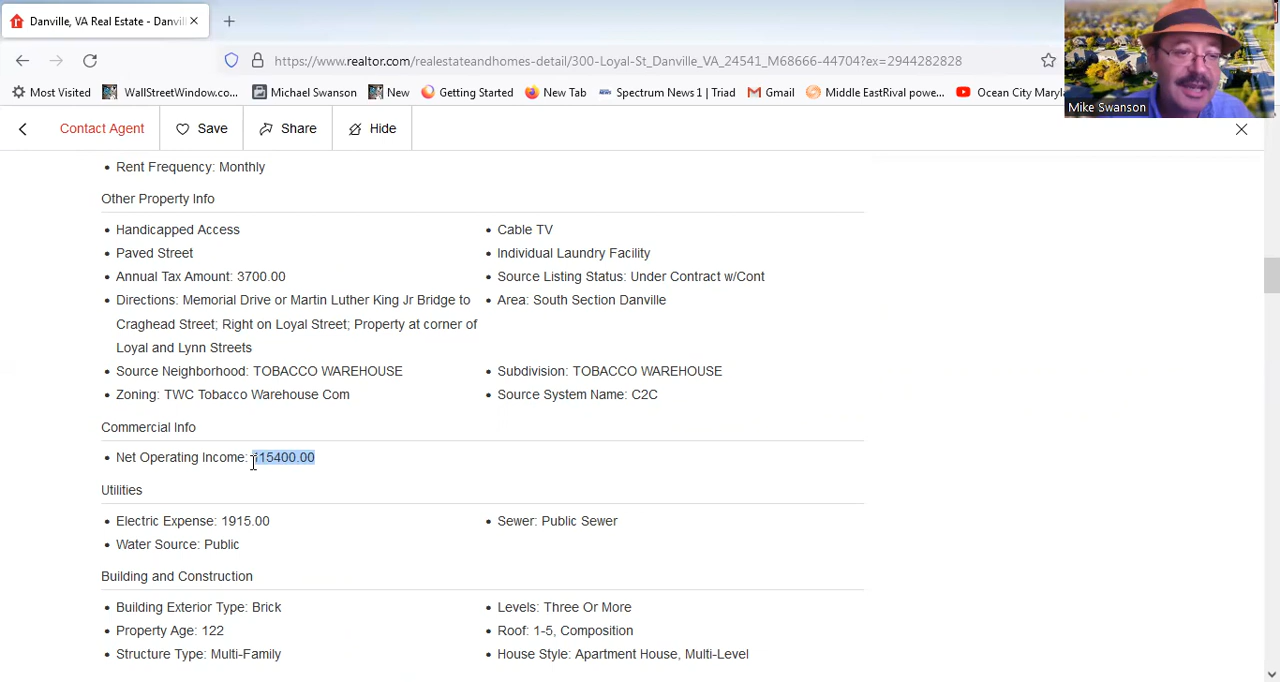 Danville, VA Real Estate - Danvil
https://www.realtor.com/realestateandhomes-detail/300-Loyal-St_Danville_VA_24541_M68666-44704?ex=2944282828
Most Visited WallStreetWindow.co... Michael Swanson New Getting Started New Tab Spectrum News 1 | Triad Gmail Middle EastRival powe... Ocean City Maryl
Mike Swanson
Contact Agent Save Share Hide
Rent Frequency: Monthly
Other Property Info
Handicapped Access
Cable TV
Paved Street
Individual Laundry Facility
Annual Tax Amount: 3700.00
Source Listing Status: Under Contract w/Cont
Directions: Memorial Drive or Martin Luther King Jr Bridge to
Craghead Street; Right on Loyal Street; Property at corner of
Loyal and Lynn Streets
Area: South Section Danville
Source Neighborhood: TOBACCO WAREHOUSE
Subdivision: TOBACCO WAREHOUSE
Zoning: TWC Tobacco Warehouse Com
Source System Name: C2C
Commercial Info
Net Operating Income: 115400.00
Utilities
Electric Expense: 1915.00
Sewer: Public Sewer
Water Source: Public
Building and Construction
Building Exterior Type: Brick
Levels: Three Or More
Property Age: 122
Roof: 1-5, Composition
Structure Type: Multi-Family
House Style: Apartment House, Multi-Level